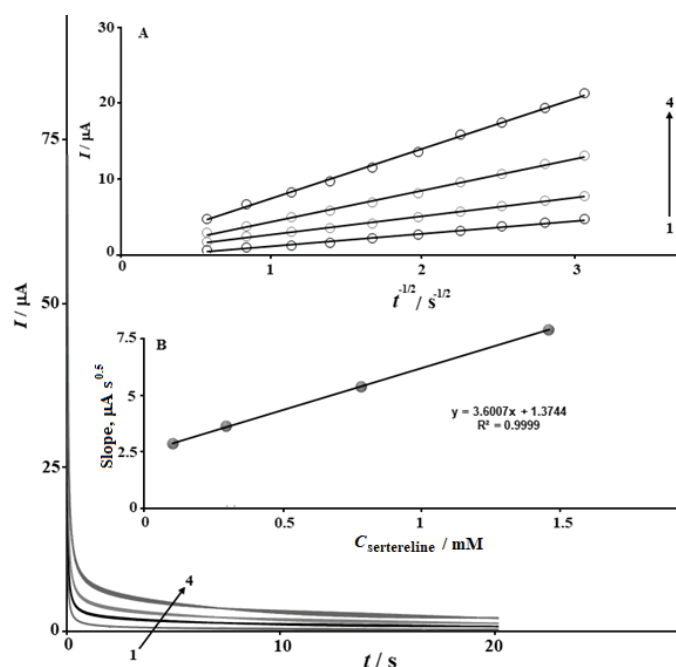 30
A
20
10
0
I / µA
4
1
0
1
2
3
t^-1/2 / s^-1/2
75
50
25
0
I / µA
7.5
B
5
2.5
0
Slope, µA s^0.5
y = 3.6007x + 1.3744
R² = 0.9999
0
0.5
1
1.5
C sertereline / mM
4
1
0
10
20
t / s